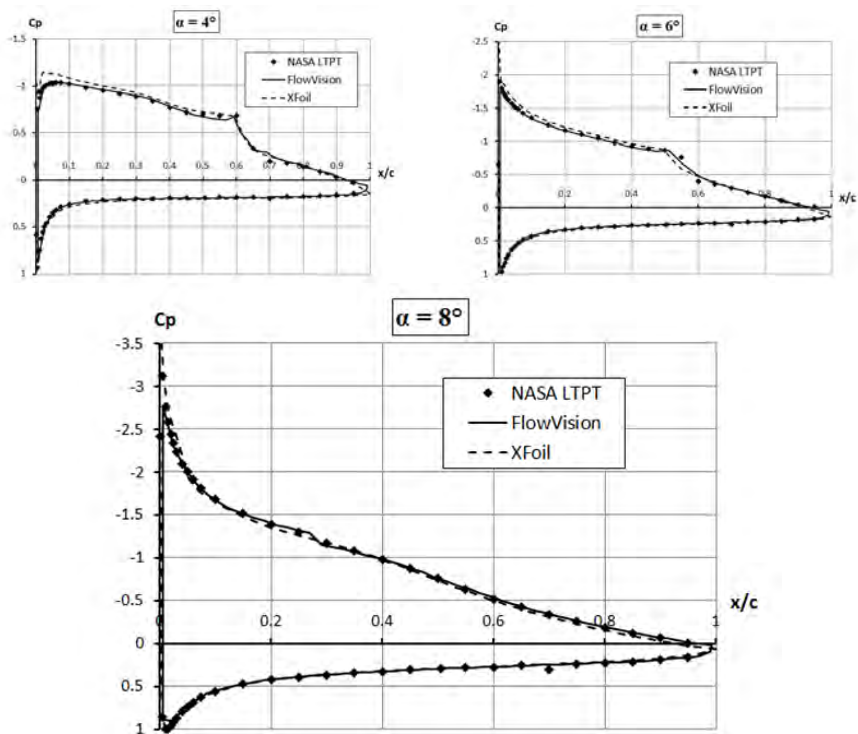 Cp
α = 4°
-1.5
-1
-0.5
0
0.5
1
NASA LTPT
FlowVision
XFoil
0 0.1 0.2 0.3 0.4 0.5 0.6 0.7 0.8 0.9 1
x/c
Cp
α = 6°
-2.5
-2
-1.5
-1
-0.5
0
0.5
1
NASA LTPT
FlowVision
XFoil
0 0.2 0.4 0.6 0.8 1
x/c
Cp
α = 8°
-3.5
-3
-2.5
-2
-1.5
-1
-0.5
0
0.5
1
NASA LTPT
FlowVision
XFoil
x/c
0 0.2 0.4 0.6 0.8 1